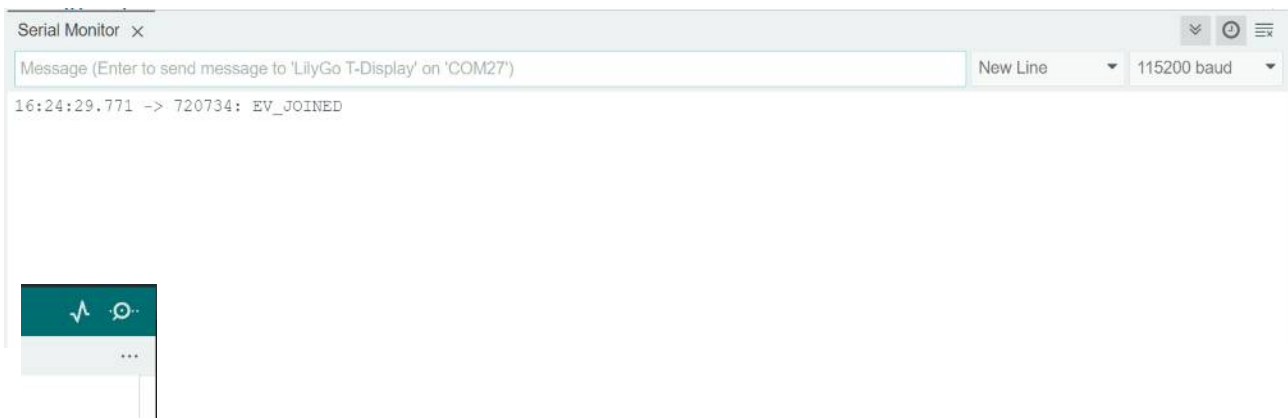 Serial Monitor
Message (Enter to send message to 'LilyGo T-Display' on 'COM27')
New Line
115200 baud
16:24:29.771 -> 720734: EV_JOINED